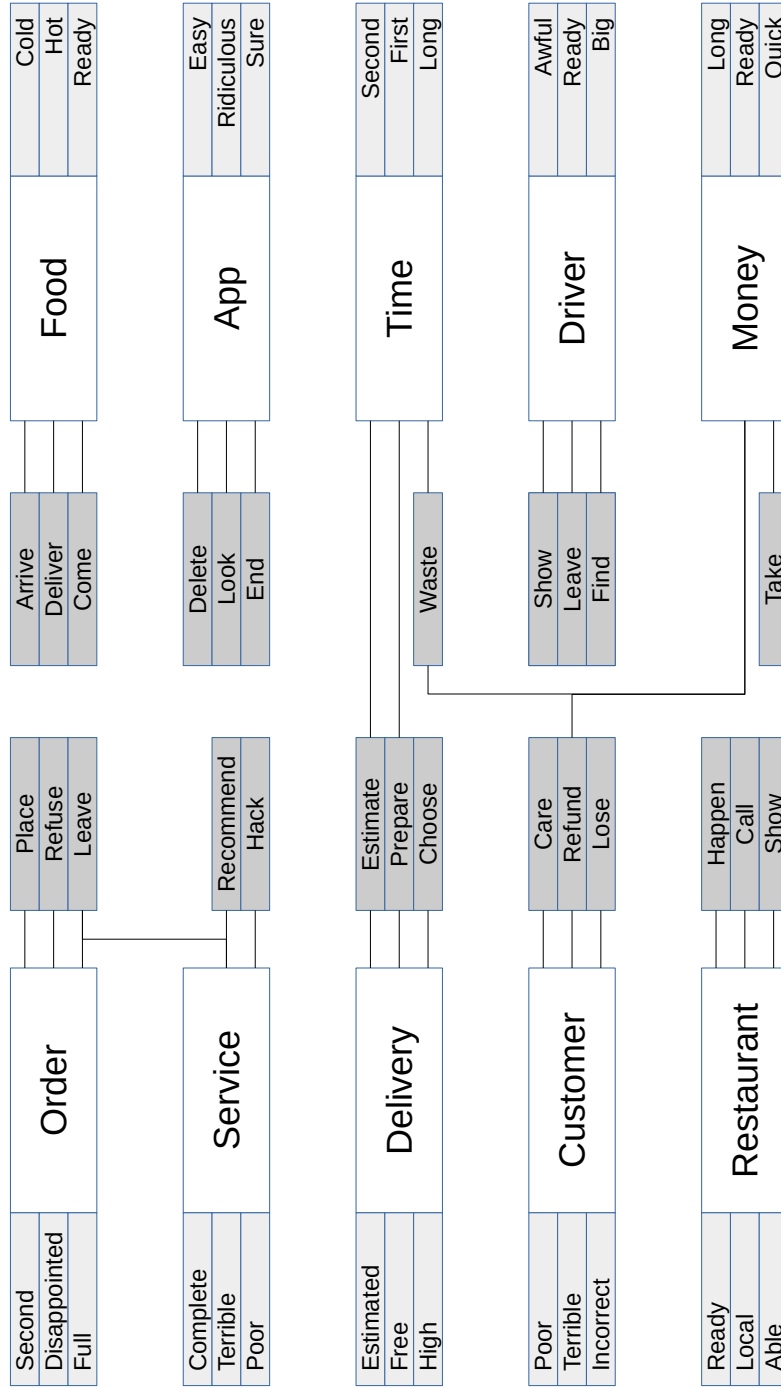 Second
Disappointed
Full
Order
Place
Refuse
Leave
Arrive
Deliver
Come
Food
Cold
Hot
Ready
Complete
Terrible
Poor
Service
Recommend
Hack
Delete
Look
End
App
Easy
Ridiculous
Sure
Estimated
Free
High
Delivery
Estimate
Prepare
Choose
Waste
Time
Second
First
Long
Poor
Terrible
Incorrect
Customer
Care
Refund
Lose
Show
Leave
Find
Driver
Awful
Ready
Big
Ready
Local
Able
Restaurant
Happen
Call
Show
Take
Money
Long
Ready
Quick